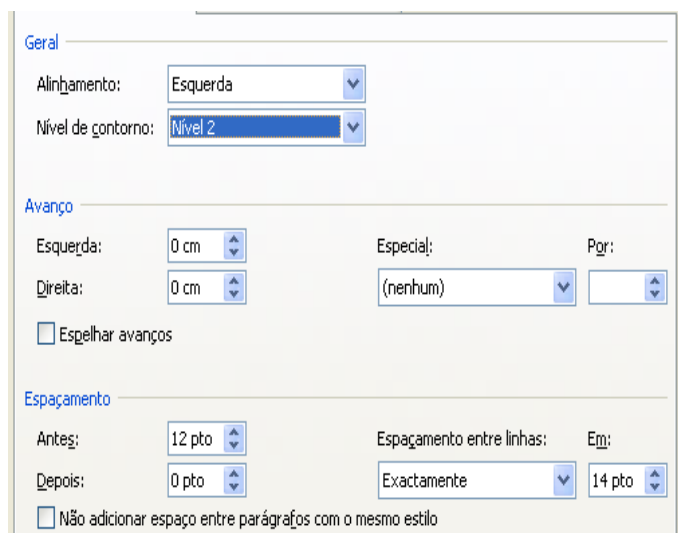 Geral
Alinhamento: Esquerda
Nível de contorno: Nível 2
Avanço
Esquerda: 0 cm Especial: Por:
Direita: 0 cm (nenhum)
Espelhar avanços
Espaçamento
Antes: 12 pto Espaçamento entre linhas: Em:
Depois: 0 pto Exactamente 14 pto
Não adicionar espaço entre parágrafos com o mesmo estilo